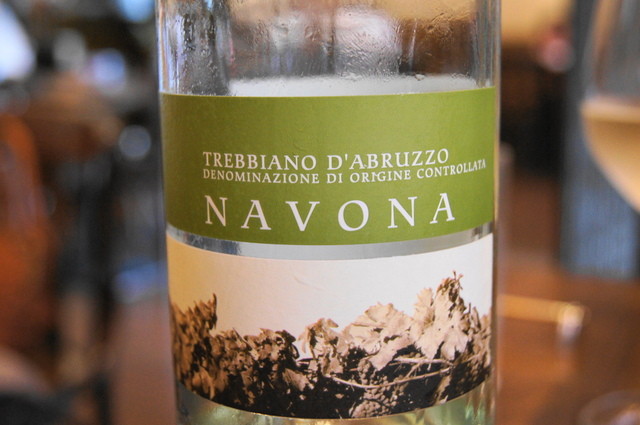 TREBBIANO D'ABRUZZO
DENOMINAZIONE DI ORIGINE CONTROLLATA
NAVONA